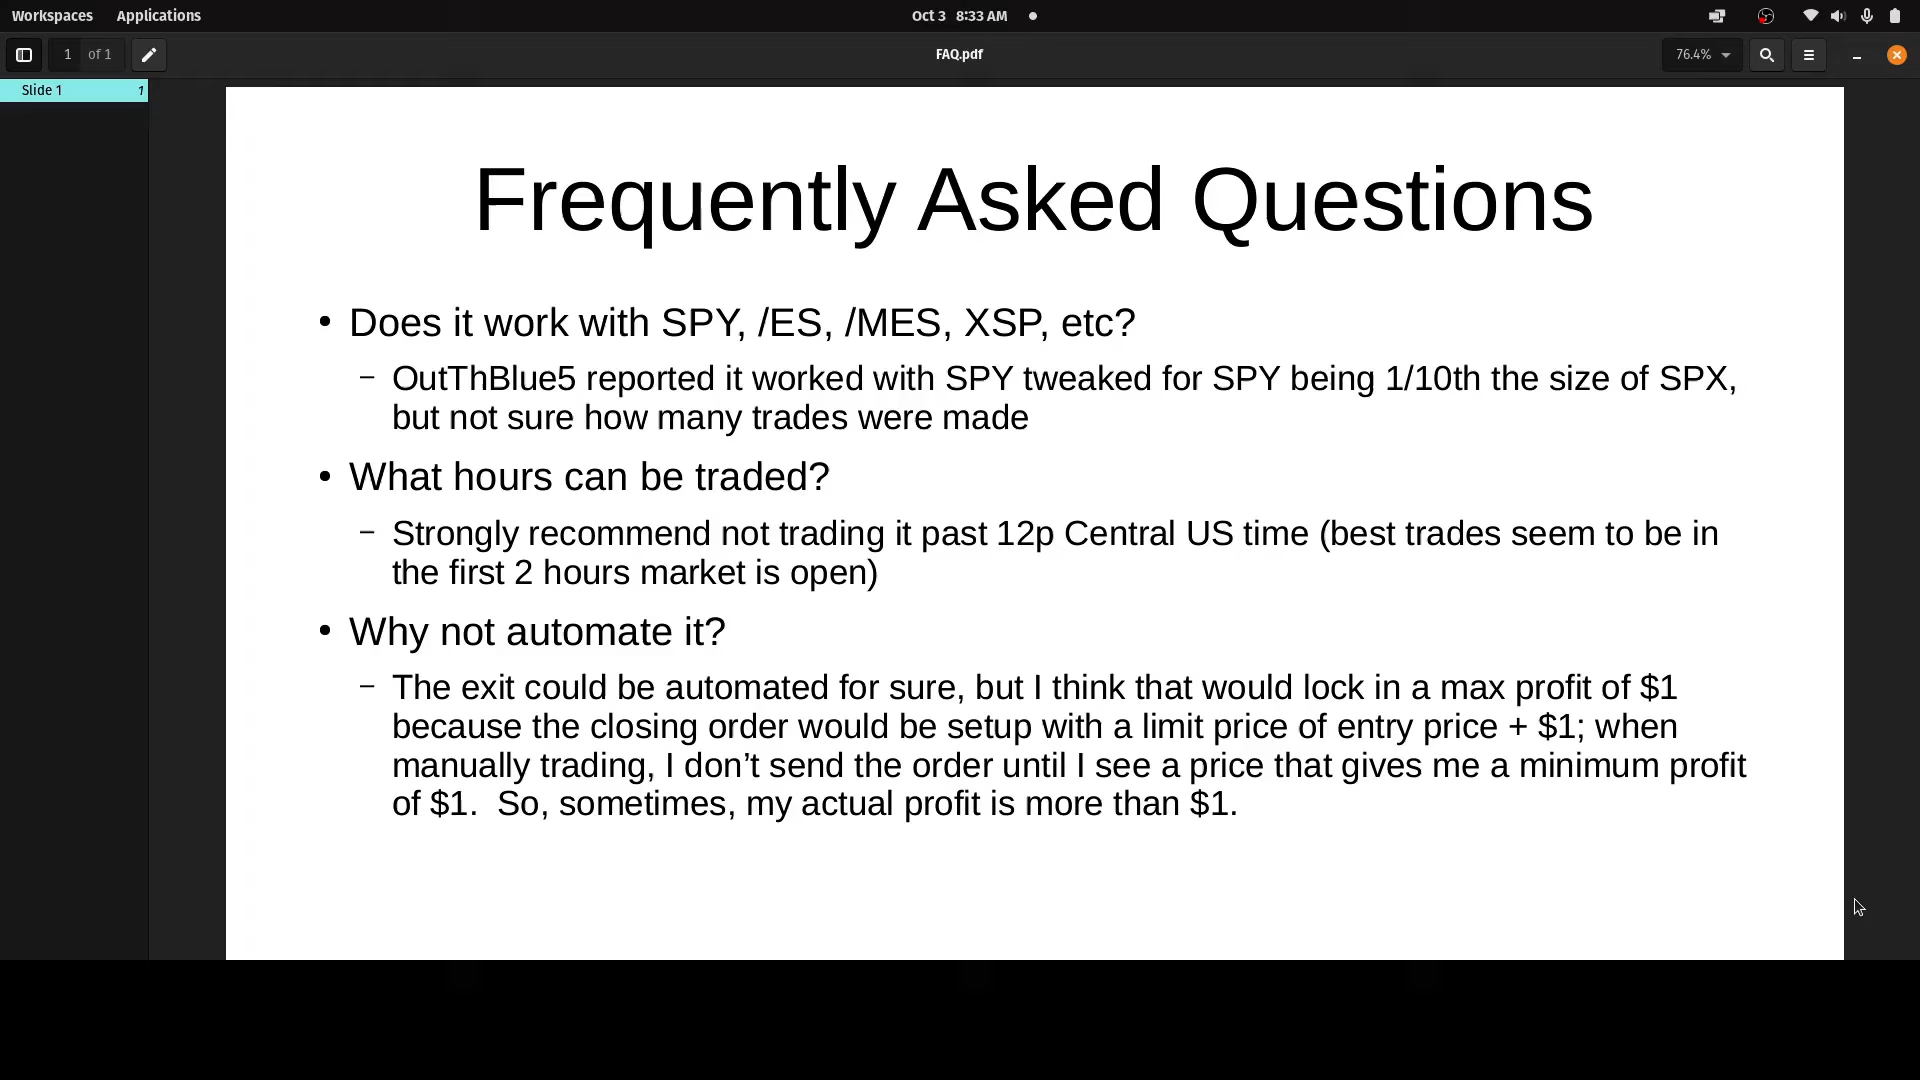 Workspaces Applications Oct 3 8:33 AM
1 of 1 FAQ.pdf 76.4%
Slide 1 1
Frequently Asked Questions
• Does it work with SPY, /ES, /MES, XSP, etc?
– OutThBlue5 reported it worked with SPY tweaked for SPY being 1/10th the size of SPX,
but not sure how many trades were made
• What hours can be traded?
– Strongly recommend not trading it past 12p Central US time (best trades seem to be in
the first 2 hours market is open)
• Why not automate it?
– The exit could be automated for sure, but I think that would lock in a max profit of $1
because the closing order would be setup with a limit price of entry price + $1; when
manually trading, I don’t send the order until I see a price that gives me a minimum profit
of $1.  So, sometimes, my actual profit is more than $1.